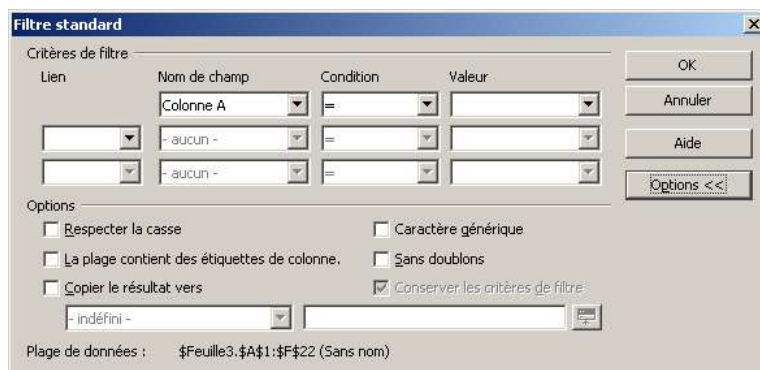 Filtre standard
Critères de filtre
Lien Nom de champ Condition Valeur
OK
Colonne A =
Annuler
- aucun - =
Aide
- aucun - =
Options <<
Options
Respecter la casse Caractère générique
La plage contient des étiquettes de colonne. Sans doublons
Copier le résultat vers Conserver les critères de filtre
- indéfini -
Plage de données : $Feuille3.$A$1:$F$22 (Sans nom)